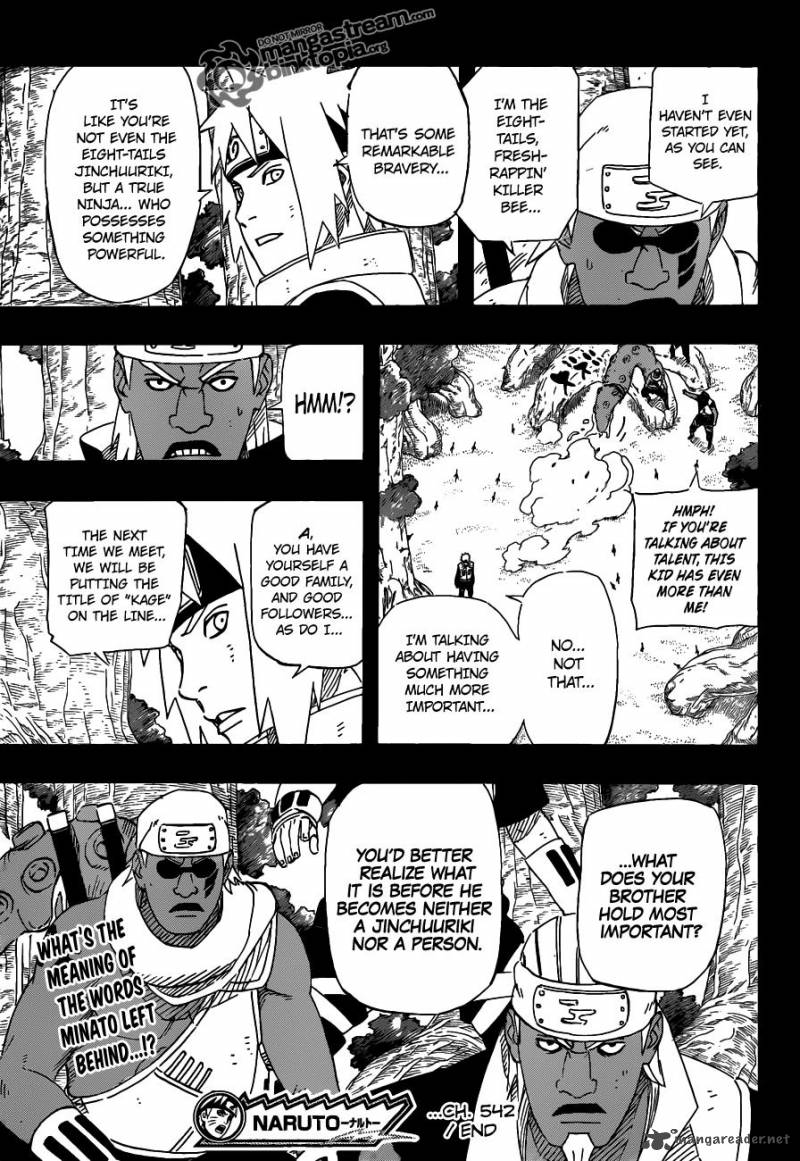 DO NOT MIRROR
mangastream.com
binktopia.org
I
HAVEN'T EVEN
STARTED YET,
AS YOU CAN
SEE.
I'M THE
EIGHT-
TAILS,
FRESH-
RAPPIN'
KILLER
BEE...
THAT'S SOME
REMARKABLE
BRAVERY...
IT'S
LIKE YOU'RE
NOT EVEN THE
EIGHT-TAILS
JINCHUURIKI,
BUT A TRUE
NINJA... WHO
POSSESSES
SOMETHING
POWERFUL.
HMPH!
IF YOU'RE
TALKING ABOUT
TALENT, THIS
KID HAS EVEN
MORE THAN
ME!
NO...
NOT
THAT...
I'M TALKING
ABOUT HAVING
SOMETHING
MUCH MORE
IMPORTANT...
HMM!?
A,
YOU HAVE
YOURSELF A
GOOD FAMILY,
AND GOOD
FOLLOWERS...
AS DO I...
THE NEXT
TIME WE MEET,
WE WILL BE
PUTTING THE
TITLE OF "KAGE"
ON THE LINE...
...WHAT
DOES YOUR
BROTHER
HOLD MOST
IMPORTANT?
YOU'D BETTER
REALIZE WHAT
IT IS BEFORE HE
BECOMES NEITHER
A JINCHUURIKI
NOR A PERSON.
WHAT'S THE
MEANING OF
THE WORDS
MINATO LEFT
BEHIND...!?
NARUTO―ナルト―
...CH. 542
/ END
mangareader.net